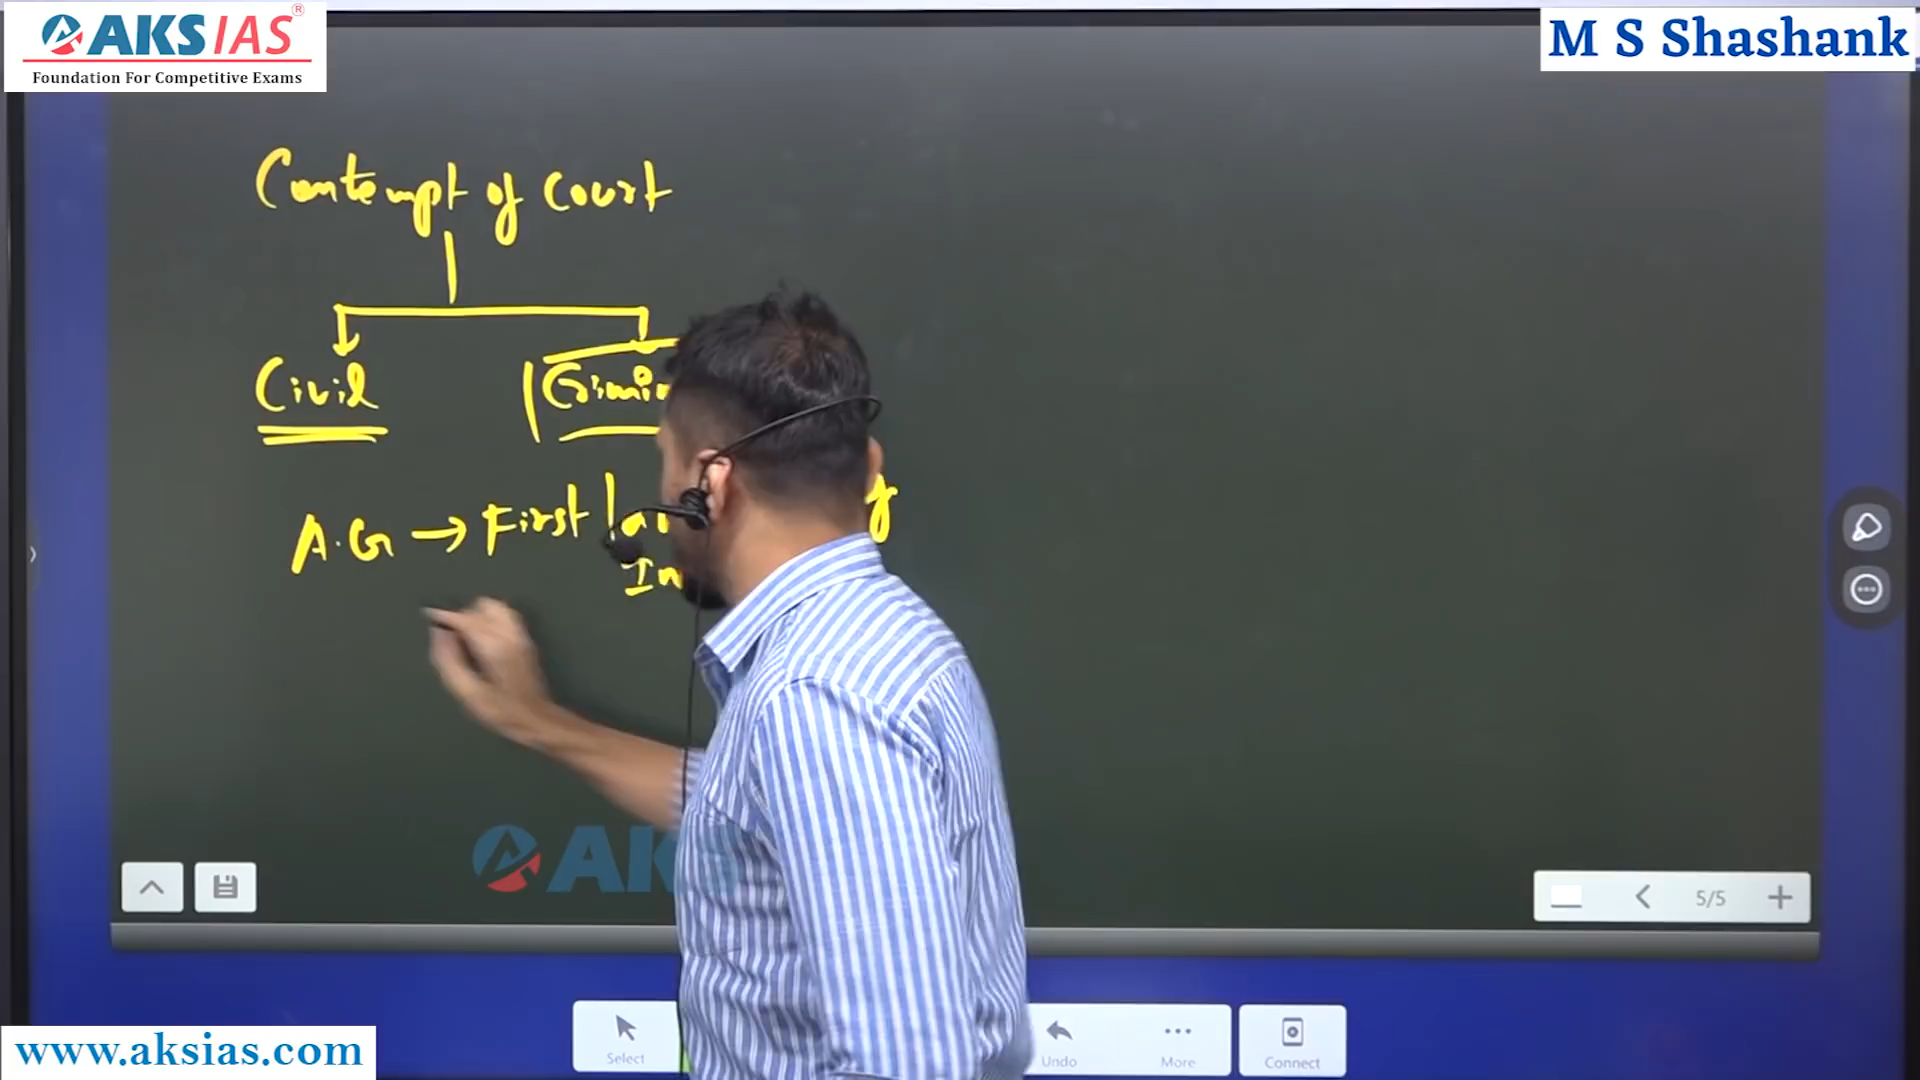 AKS IAS®
Foundation For Competitive Exams
M S Shashank
Contempt of Court
Civil
A.G → First
AKS
5/5
Select
Undo
More
Connect
www.aksias.com